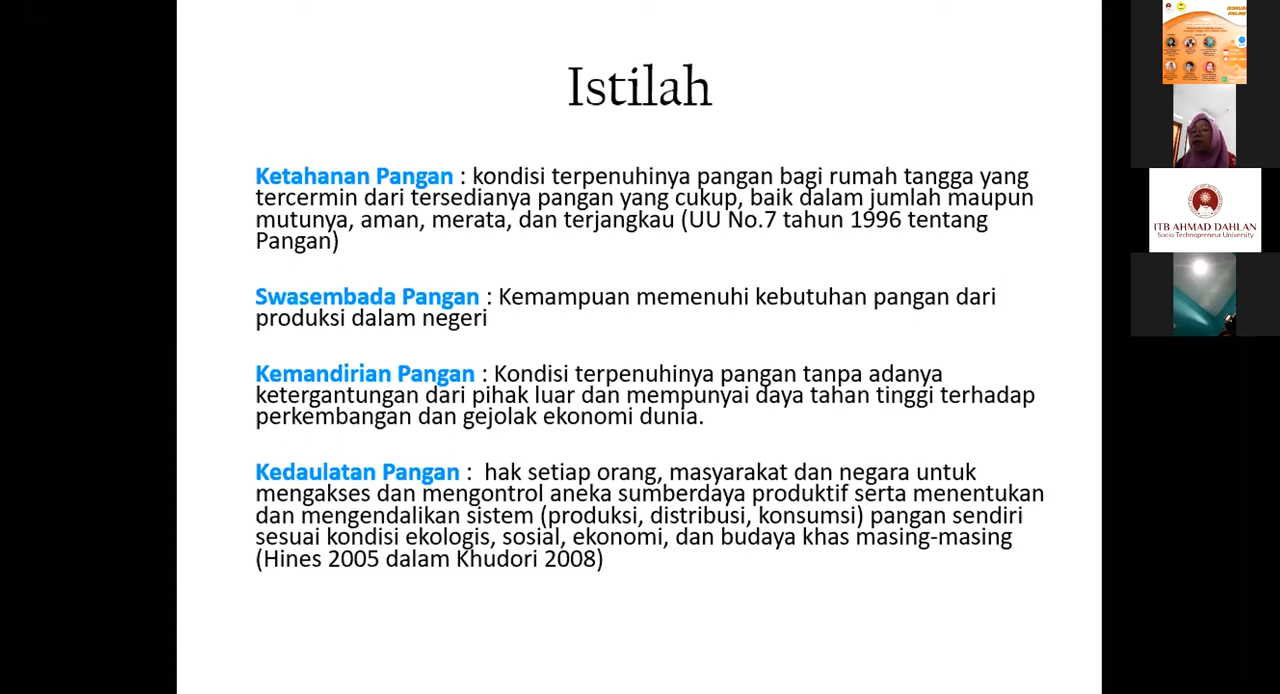 Istilah
Ketahanan Pangan : kondisi terpenuhinya pangan bagi rumah tangga yang
tercermin dari tersedianya pangan yang cukup, baik dalam jumlah maupun
mutunya, aman, merata, dan terjangkau (UU No.7 tahun 1996 tentang
Pangan)
Swasembada Pangan : Kemampuan memenuhi kebutuhan pangan dari
produksi dalam negeri
Kemandirian Pangan : Kondisi terpenuhinya pangan tanpa adanya
ketergantungan dari pihak luar dan mempunyai daya tahan tinggi terhadap
perkembangan dan gejolak ekonomi dunia.
Kedaulatan Pangan :  hak setiap orang, masyarakat dan negara untuk
mengakses dan mengontrol aneka sumberdaya produktif serta menentukan
dan mengendalikan sistem (produksi, distribusi, konsumsi) pangan sendiri
sesuai kondisi ekologis, sosial, ekonomi, dan budaya khas masing-masing
(Hines 2005 dalam Khudori 2008)
ITB AHMAD DAHLAN
Socio Technopreneur University